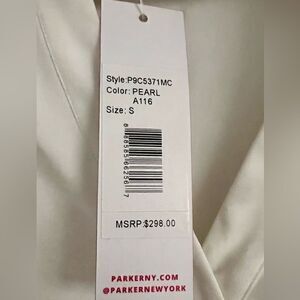 Style:P9C5371MC
Color: PEARL
A116
Size: S
MSRP:$298.00
PARKERNY.COM
@PARKERNEWYORK